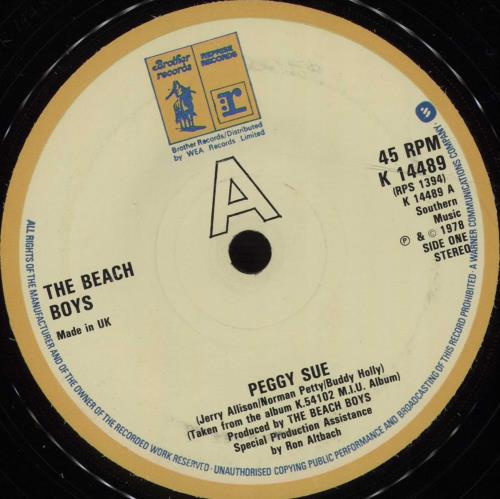 Brother
records
REPRISE
RECORDS
r
Brother Records/Distributed
by WEA Records Limited
A
45 RPM
K 14489
(RPS 1394)
K 14489 A
Southern
Music
℗ & © 1978
SIDE ONE
STEREO
THE BEACH
BOYS
Made in UK
PEGGY SUE
(Jerry Allison/Norman Petty/Buddy Holly)
(Taken from the album K.54102 M.I.U. Album)
Produced by THE BEACH BOYS
Special Production Assistance
by Ron Altbach
ALL RIGHTS OF THE MANUFACTURER AND OF THE OWNER OF THE RECORDED WORK RESERVED · UNAUTHORISED COPYING PUBLIC PERFORMANCE AND BROADCASTING OF THIS RECORD PROHIBITED · A WARNER COMMUNICATIONS COMPANY ·